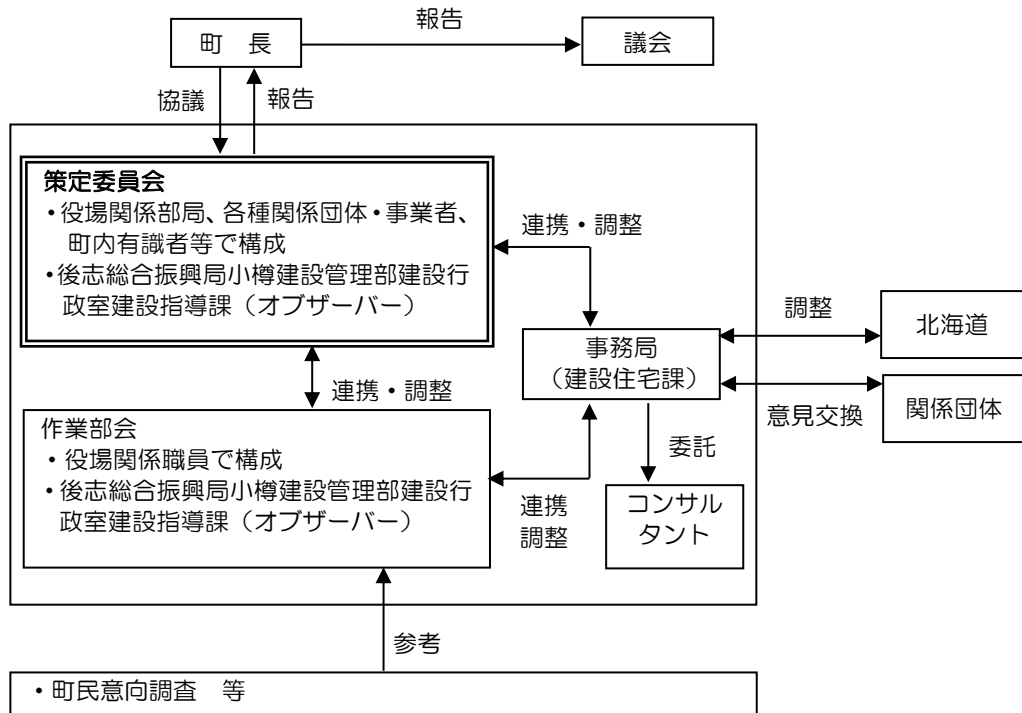 報告
町　長
議会
協議
報告
策定委員会
・役場関係部局、各種関係団体・事業者、
町内有識者等で構成
・後志総合振興局小樽建設管理部建設行
政室建設指導課（オブザーバー）
連携・調整
調整
北海道
事務局
（建設住宅課）
連携・調整
意見交換
関係団体
作業部会
・役場関係職員で構成
・後志総合振興局小樽建設管理部建設行
政室建設指導課（オブザーバー）
委託
連携
調整
コンサル
タント
参考
・町民意向調査　等